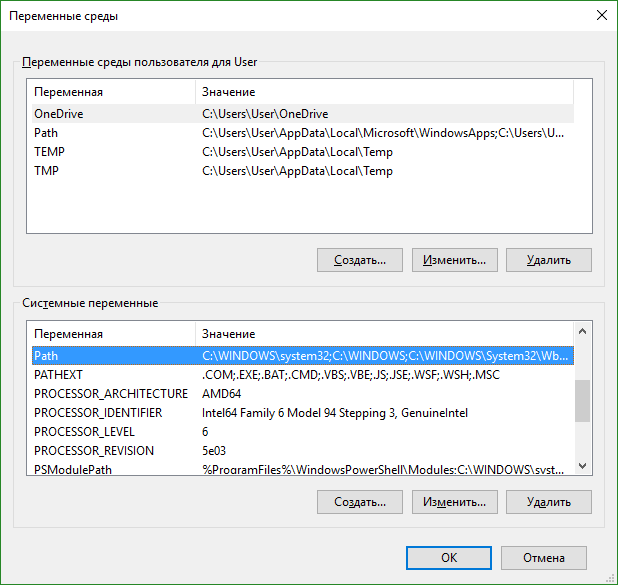 Переменные среды
Переменные среды пользователя для User
Переменная Значение
OneDrive C:\Users\User\OneDrive
Path C:\Users\User\AppData\Local\Microsoft\WindowsApps;C:\Users\U...
TEMP C:\Users\User\AppData\Local\Temp
TMP C:\Users\User\AppData\Local\Temp
Создать... Изменить... Удалить
Системные переменные
Переменная Значение
Path C:\WINDOWS\system32;C:\WINDOWS;C:\WINDOWS\System32\Wb...
PATHEXT .COM;.EXE;.BAT;.CMD;.VBS;.VBE;.JS;.JSE;.WSF;.WSH;.MSC
PROCESSOR_ARCHITECTURE AMD64
PROCESSOR_IDENTIFIER Intel64 Family 6 Model 94 Stepping 3, GenuineIntel
PROCESSOR_LEVEL 6
PROCESSOR_REVISION 5e03
PSModulePath %ProgramFiles%\WindowsPowerShell\Modules;C:\WINDOWS\syst...
Создать... Изменить... Удалить
ОК Отмена